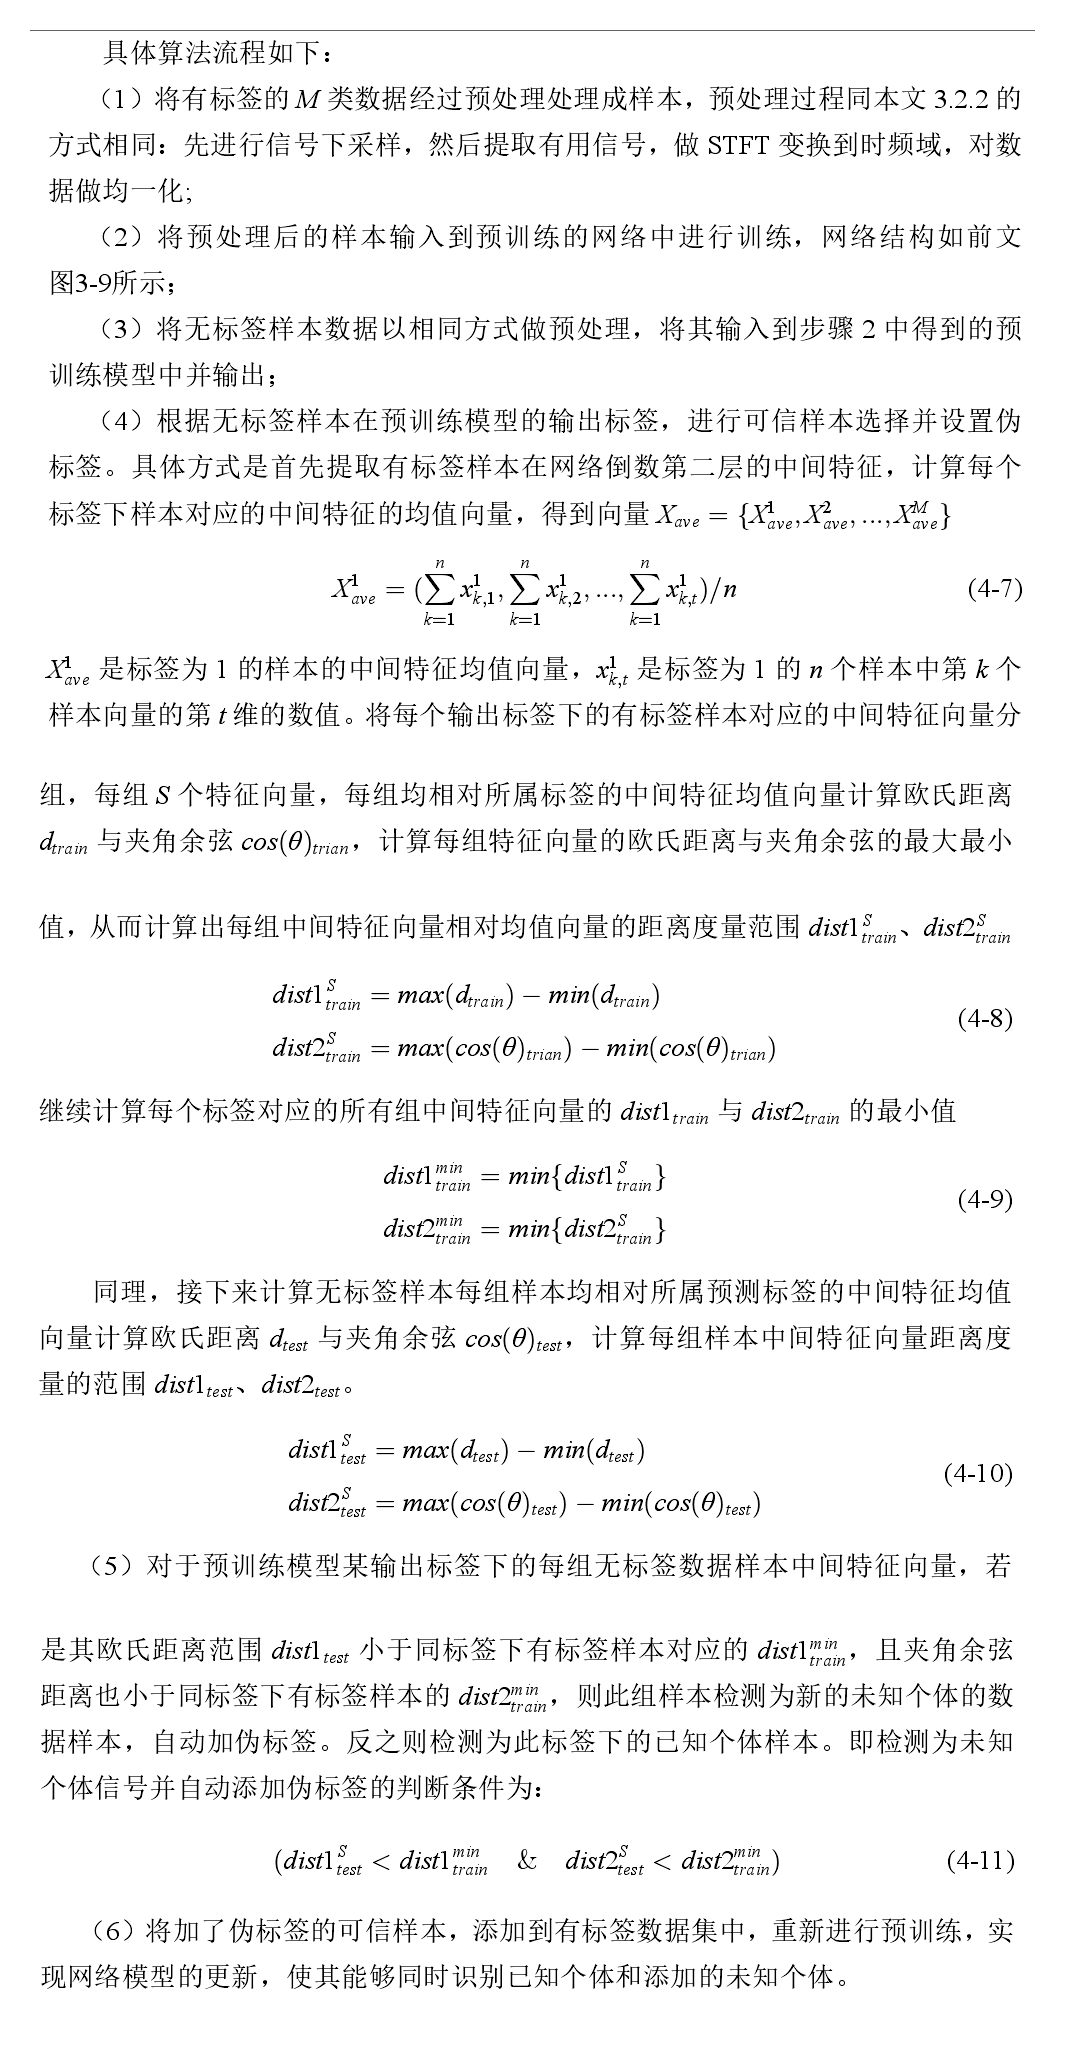 具体算法流程如下：
（1）将有标签的 M 类数据经过预处理处理成样本，预处理过程同本文 3.2.2 的
方式相同：先进行信号下采样，然后提取有用信号，做 STFT 变换到时频域，对数
据做均一化;
（2）将预处理后的样本输入到预训练的网络中进行训练，网络结构如前文
图3-9所示；
（3）将无标签样本数据以相同方式做预处理，将其输入到步骤 2 中得到的预
训练模型中并输出；
（4）根据无标签样本在预训练模型的输出标签，进行可信样本选择并设置伪
标签。具体方式是首先提取有标签样本在网络倒数第二层的中间特征，计算每个
标签下样本对应的中间特征的均值向量，得到向量 $X_{ave} = \{X_{ave}^{1}, X_{ave}^{2}, ..., X_{ave}^{M}\}$
$X_{ave}^{1} = (\sum_{k=1}^{n} x_{k,1}^{1}, \sum_{k=1}^{n} x_{k,2}^{1}, ..., \sum_{k=1}^{n} x_{k,t}^{1})/n$ (4-7)
$X_{ave}^{1}$ 是标签为 1 的样本的中间特征均值向量，$x_{k,t}^{1}$ 是标签为 1 的 n 个样本中第 k 个
样本向量的第 t 维的数值。将每个输出标签下的有标签样本对应的中间特征向量分
组，每组 S 个特征向量，每组均相对所属标签的中间特征均值向量计算欧氏距离
$d_{train}$ 与夹角余弦 $cos(\theta)_{trian}$，计算每组特征向量的欧氏距离与夹角余弦的最大最小
值，从而计算出每组中间特征向量相对均值向量的距离度量范围 $dist1_{train}^{S}$、$dist2_{train}^{S}$
$dist1_{train}^{S} = max(d_{train}) - min(d_{train})$
$dist2_{train}^{S} = max(cos(\theta)_{trian}) - min(cos(\theta)_{trian})$ (4-8)
继续计算每个标签对应的所有组中间特征向量的 $dist1_{train}$ 与 $dist2_{train}$ 的最小值
$dist1_{train}^{min} = min\{dist1_{train}^{S}\}$
$dist2_{train}^{min} = min\{dist2_{train}^{S}\}$ (4-9)
同理，接下来计算无标签样本每组样本均相对所属预测标签的中间特征均值
向量计算欧氏距离 $d_{test}$ 与夹角余弦 $cos(\theta)_{test}$，计算每组样本中间特征向量距离度
量的范围 $dist1_{test}$、$dist2_{test}$。
$dist1_{test}^{S} = max(d_{test}) - min(d_{test})$
$dist2_{test}^{S} = max(cos(\theta)_{test}) - min(cos(\theta)_{test})$ (4-10)
（5）对于预训练模型某输出标签下的每组无标签数据样本中间特征向量，若
是其欧氏距离范围 $dist1_{test}$ 小于同标签下有标签样本对应的 $dist1_{train}^{min}$，且夹角余弦
距离也小于同标签下有标签样本的 $dist2_{train}^{min}$，则此组样本检测为新的未知个体的数
据样本，自动加伪标签。反之则检测为此标签下的已知个体样本。即检测为未知
个体信号并自动添加伪标签的判断条件为：
$(dist1_{test}^{S} < dist1_{train}^{min} \quad \& \quad dist2_{test}^{S} < dist2_{train}^{min})$ (4-11)
（6）将加了伪标签的可信样本，添加到有标签数据集中，重新进行预训练，实
现网络模型的更新，使其能够同时识别已知个体和添加的未知个体。